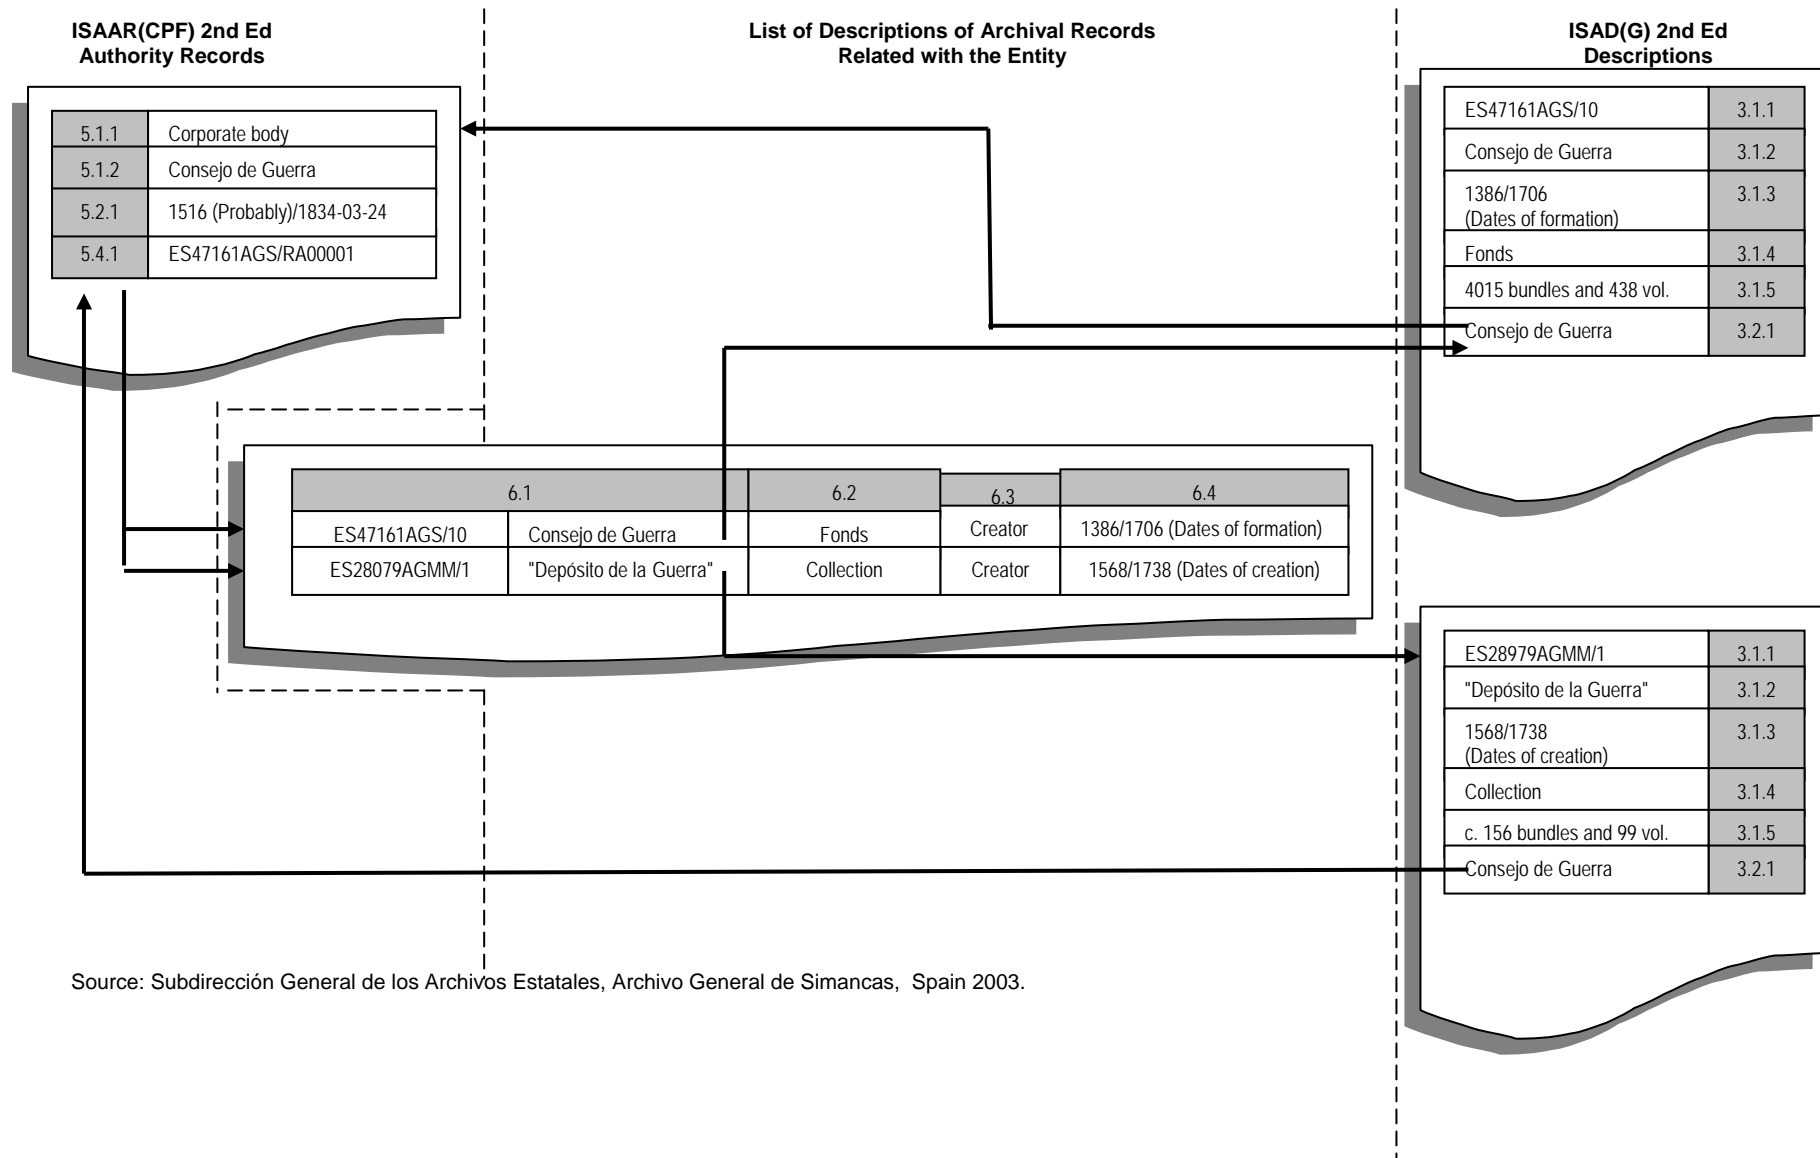 ISAAR(CPF) 2nd Ed
Authority Records
List of Descriptions of Archival Records
Related with the Entity
ISAD(G) 2nd Ed
Descriptions
5.1.1 Corporate body
5.1.2 Consejo de Guerra
5.2.1 1516 (Probably)/1834-03-24
5.4.1 ES47161AGS/RA00001
ES47161AGS/10 3.1.1
Consejo de Guerra 3.1.2
1386/1706 3.1.3
(Dates of formation)
Fonds 3.1.4
4015 bundles and 438 vol. 3.1.5
Consejo de Guerra 3.2.1
6.1 6.2 6.3 6.4
ES47161AGS/10 Consejo de Guerra Fonds Creator 1386/1706 (Dates of formation)
ES28079AGMM/1 "Depósito de la Guerra" Collection Creator 1568/1738 (Dates of creation)
ES28979AGMM/1 3.1.1
"Depósito de la Guerra" 3.1.2
1568/1738 3.1.3
(Dates of creation)
Collection 3.1.4
c. 156 bundles and 99 vol. 3.1.5
Consejo de Guerra 3.2.1
Source: Subdirección General de los Archivos Estatales, Archivo General de Simancas, Spain 2003.